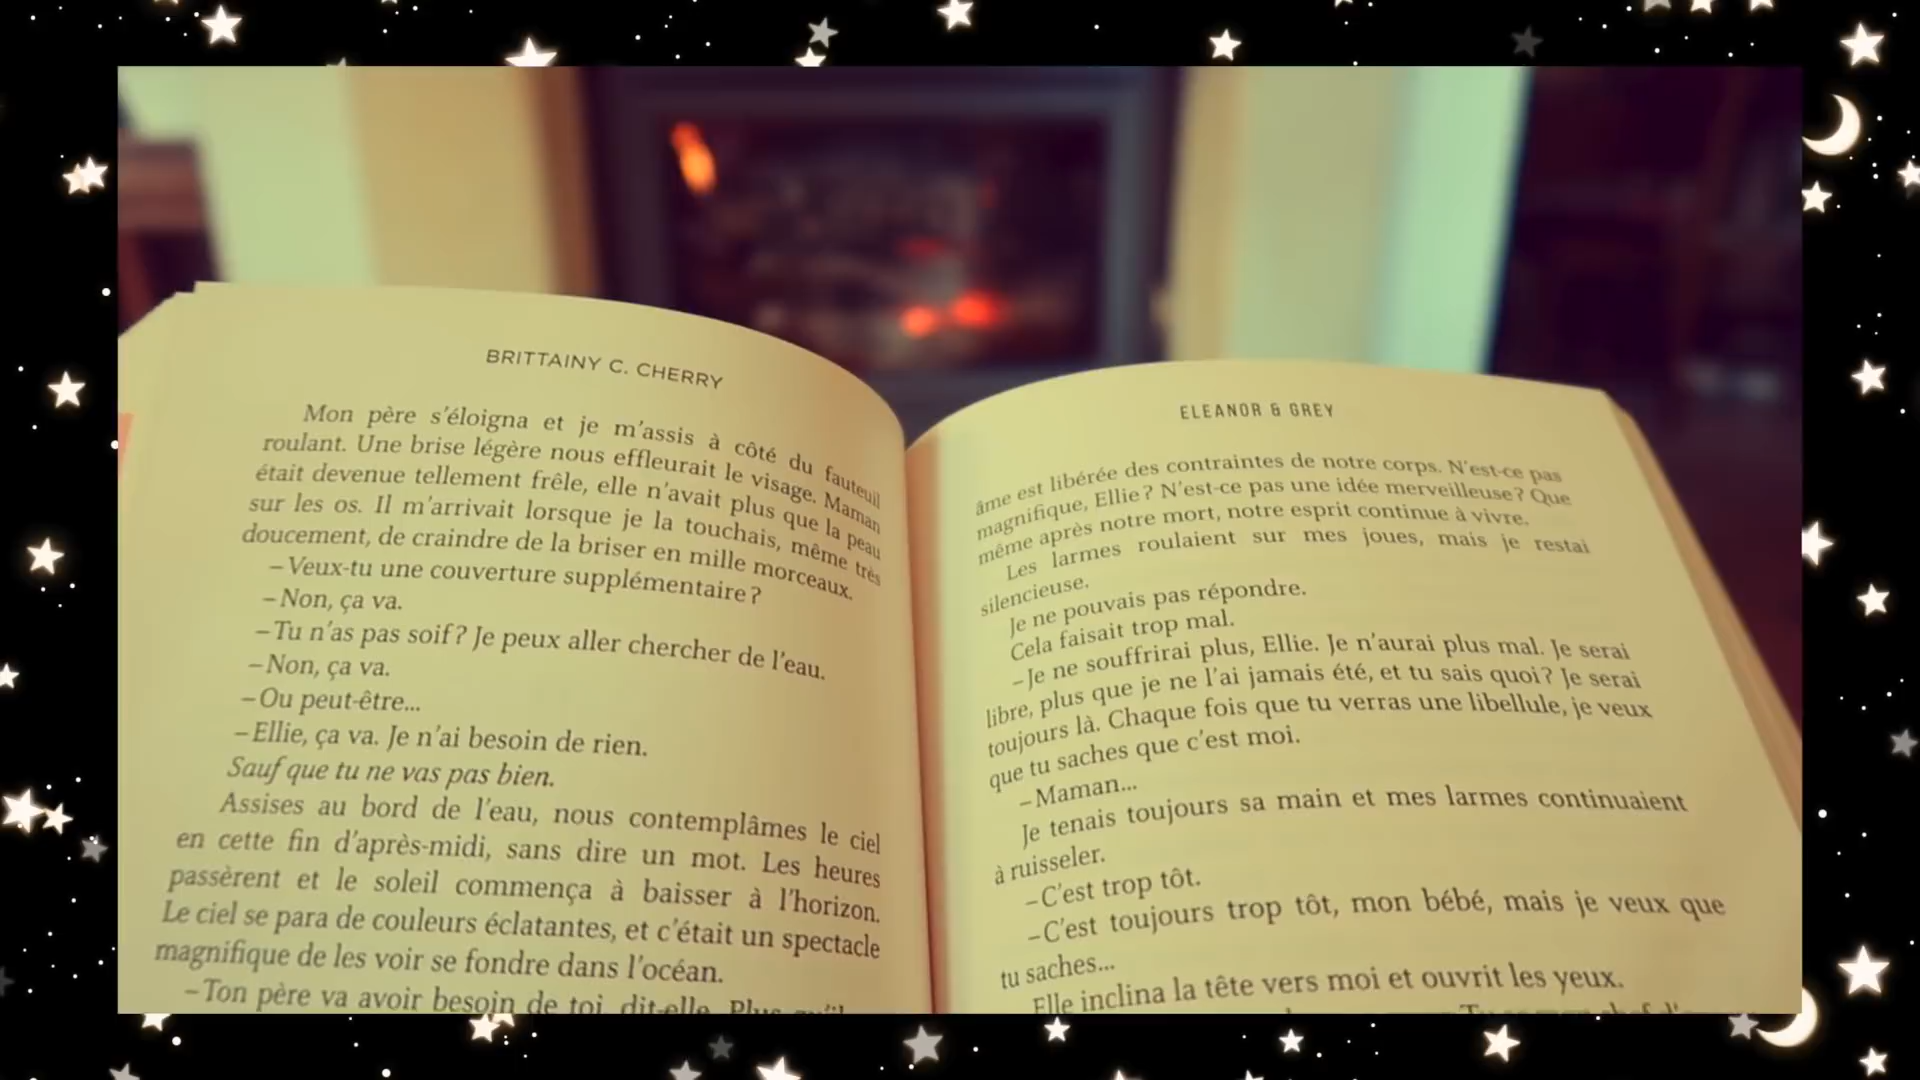 BRITTAINY C. CHERRY
Mon père s'éloigna et je m'assis à côté du fauteuil
roulant. Une brise légère nous effleurait le visage. Maman
était devenue tellement frêle, elle n'avait plus que la peau
sur les os. Il m'arrivait lorsque je la touchais, même très
doucement, de craindre de la briser en mille morceaux.
– Veux-tu une couverture supplémentaire ?
– Non, ça va.
– Tu n'as pas soif ? Je peux aller chercher de l'eau.
– Non, ça va.
– Ou peut-être...
– Ellie, ça va. Je n'ai besoin de rien.
Sauf que tu ne vas pas bien.
Assises au bord de l'eau, nous contemplâmes le ciel
en cette fin d'après-midi, sans dire un mot. Les heures
passèrent et le soleil commença à baisser à l'horizon.
Le ciel se para de couleurs éclatantes, et c'était un spectacle
magnifique de les voir se fondre dans l'océan.
– Ton père va avoir besoin de toi, dit-elle. Plus qu'il
ELEANOR & GREY
âme est libérée des contraintes de notre corps. N'est-ce pas
magnifique, Ellie ? N'est-ce pas une idée merveilleuse ? Que
même après notre mort, notre esprit continue à vivre.
Les larmes roulaient sur mes joues, mais je restai
silencieuse.
Je ne pouvais pas répondre.
Cela faisait trop mal.
– Je ne souffrirai plus, Ellie. Je n'aurai plus mal. Je serai
libre, plus que je ne l'ai jamais été, et tu sais quoi ? Je serai
toujours là. Chaque fois que tu verras une libellule, je veux
que tu saches que c'est moi.
– Maman...
Je tenais toujours sa main et mes larmes continuaient
à ruisseler.
– C'est trop tôt.
– C'est toujours trop tôt, mon bébé, mais je veux que
tu saches...
Elle inclina la tête vers moi et ouvrit les yeux.